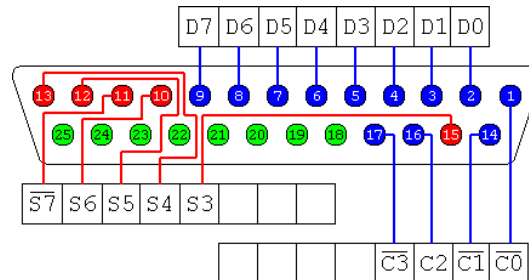 D7 D6 D5 D4 D3 D2 D1 D0
13 12 11 10 9 8 7 6 5 4 3 2 1
25 24 23 22 21 20 19 18 17 16 15 14
S̅7̅ S6 S5 S4 S3
C̅3̅ C2 C̅1̅ C̅0̅